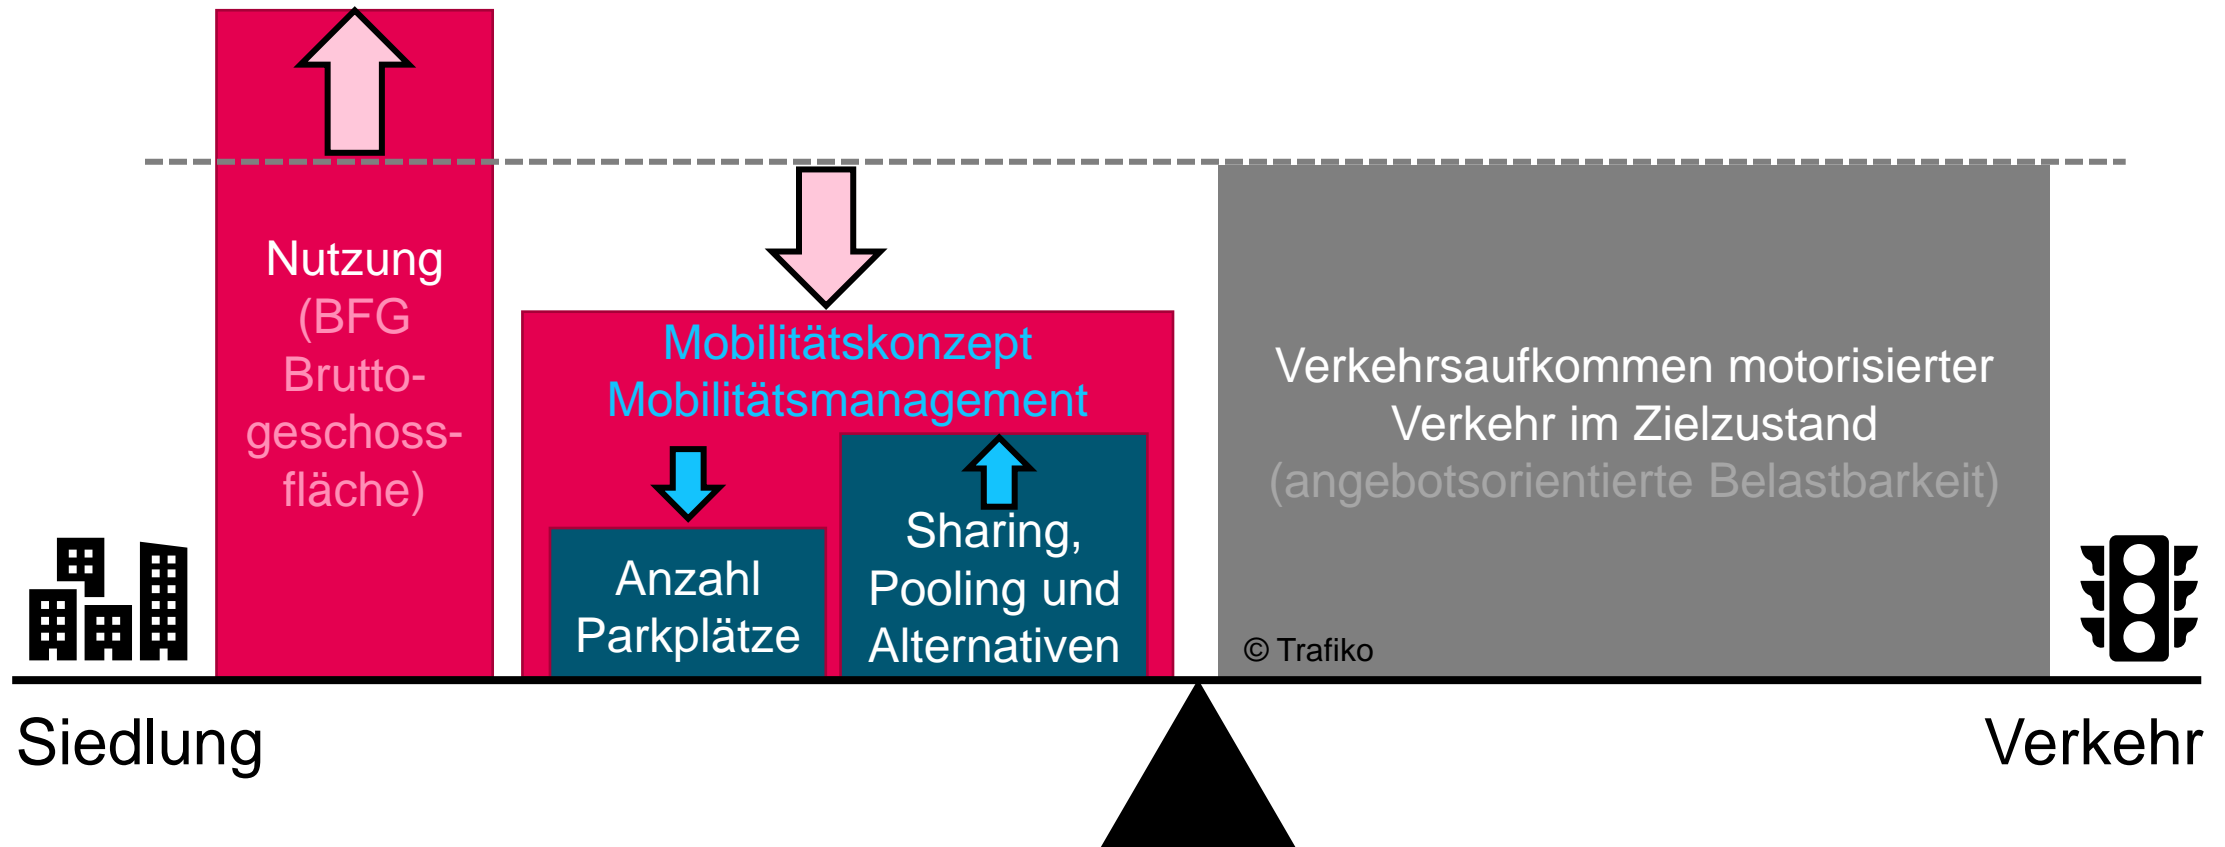 Nutzung
(BFG
Brutto-
geschoss-
fläche)
Mobilitätskonzept
Mobilitätsmanagement
Anzahl
Parkplätze
Sharing,
Pooling und
Alternativen
Verkehrsaufkommen motorisierter
Verkehr im Zielzustand
(angebotsorientierte Belastbarkeit)
© Trafiko
Siedlung
Verkehr